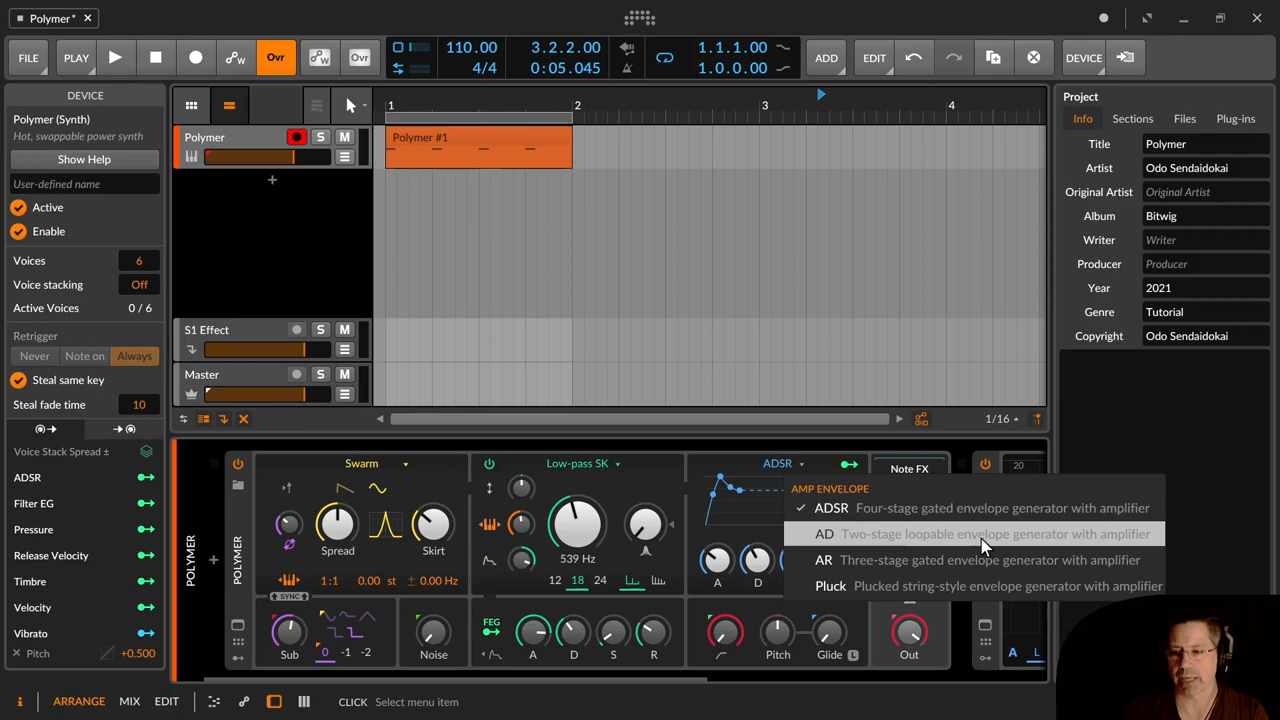 Polymer*
FILE
PLAY
Ovr
Ovr
110.00
4/4
3.2.2.00
0:05.045
1.1.1.00
1.0.0.00
ADD
EDIT
DEVICE
DEVICE
Polymer (Synth)
Hot, swappable power synth
Show Help
User-defined name
Active
Enable
Voices 6
Voice stacking Off
Active Voices 0 / 6
Retrigger
Never Note on Always
Steal same key
Steal fade time 10
Voice Stack Spread ±
ADSR
Filter EG
Pressure
Release Velocity
Timbre
Velocity
Vibrato
Pitch +0.500
1 2 3 4
Polymer S M
Polymer #1
S1 Effect S M
Master S M
1/16
Project
Info Sections Files Plug-ins
Title Polymer
Artist Odo Sendaidokai
Original Artist Original Artist
Album Bitwig
Writer Writer
Producer Producer
Year 2021
Genre Tutorial
Copyright Odo Sendaidokai
POLYMER
POLYMER
Swarm
Spread Skirt
1:1 0.00 st ± 0.00 Hz
SYNC
Sub 0 -1 -2
Noise
Low-pass SK
539 Hz
12 18 24
FEG
A D S R
ADSR
A D
Pitch Glide L
Note FX
Out
20
A L
AMP ENVELOPE
ADSR Four-stage gated envelope generator with amplifier
AD Two-stage loopable envelope generator with amplifier
AR Three-stage gated envelope generator with amplifier
Pluck Plucked string-style envelope generator with amplifier
i ARRANGE MIX EDIT
CLICK Select menu item